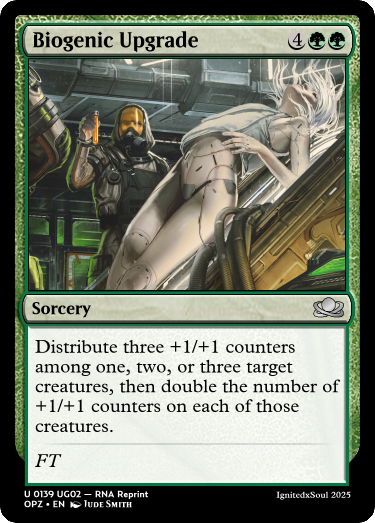 Biogenic Upgrade 4
Sorcery
Distribute three +1/+1 counters
among one, two, or three target
creatures, then double the number of
+1/+1 counters on each of those
creatures.
FT
U 0139 UG02 — RNA Reprint
OPZ • EN Jude Smith
IgnitedxSoul 2025